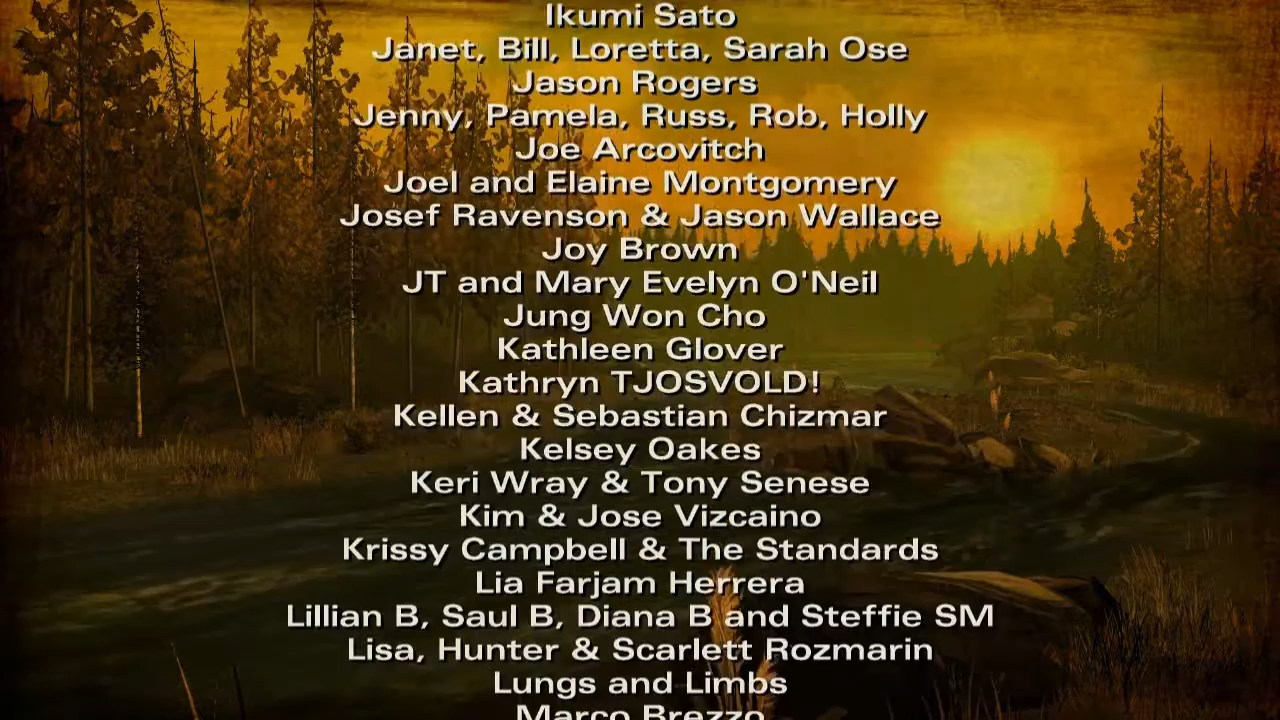 Ikumi Sato
Janet, Bill, Loretta, Sarah Ose
Jason Rogers
Jenny, Pamela, Russ, Rob, Holly
Joe Arcovitch
Joel and Elaine Montgomery
Josef Ravenson & Jason Wallace
Joy Brown
JT and Mary Evelyn O'Neil
Jung Won Cho
Kathleen Glover
Kathryn TJOSVOLD!
Kellen & Sebastian Chizmar
Kelsey Oakes
Keri Wray & Tony Senese
Kim & Jose Vizcaino
Krissy Campbell & The Standards
Lia Farjam Herrera
Lillian B, Saul B, Diana B and Steffie SM
Lisa, Hunter & Scarlett Rozmarin
Lungs and Limbs
Marco Brezzo